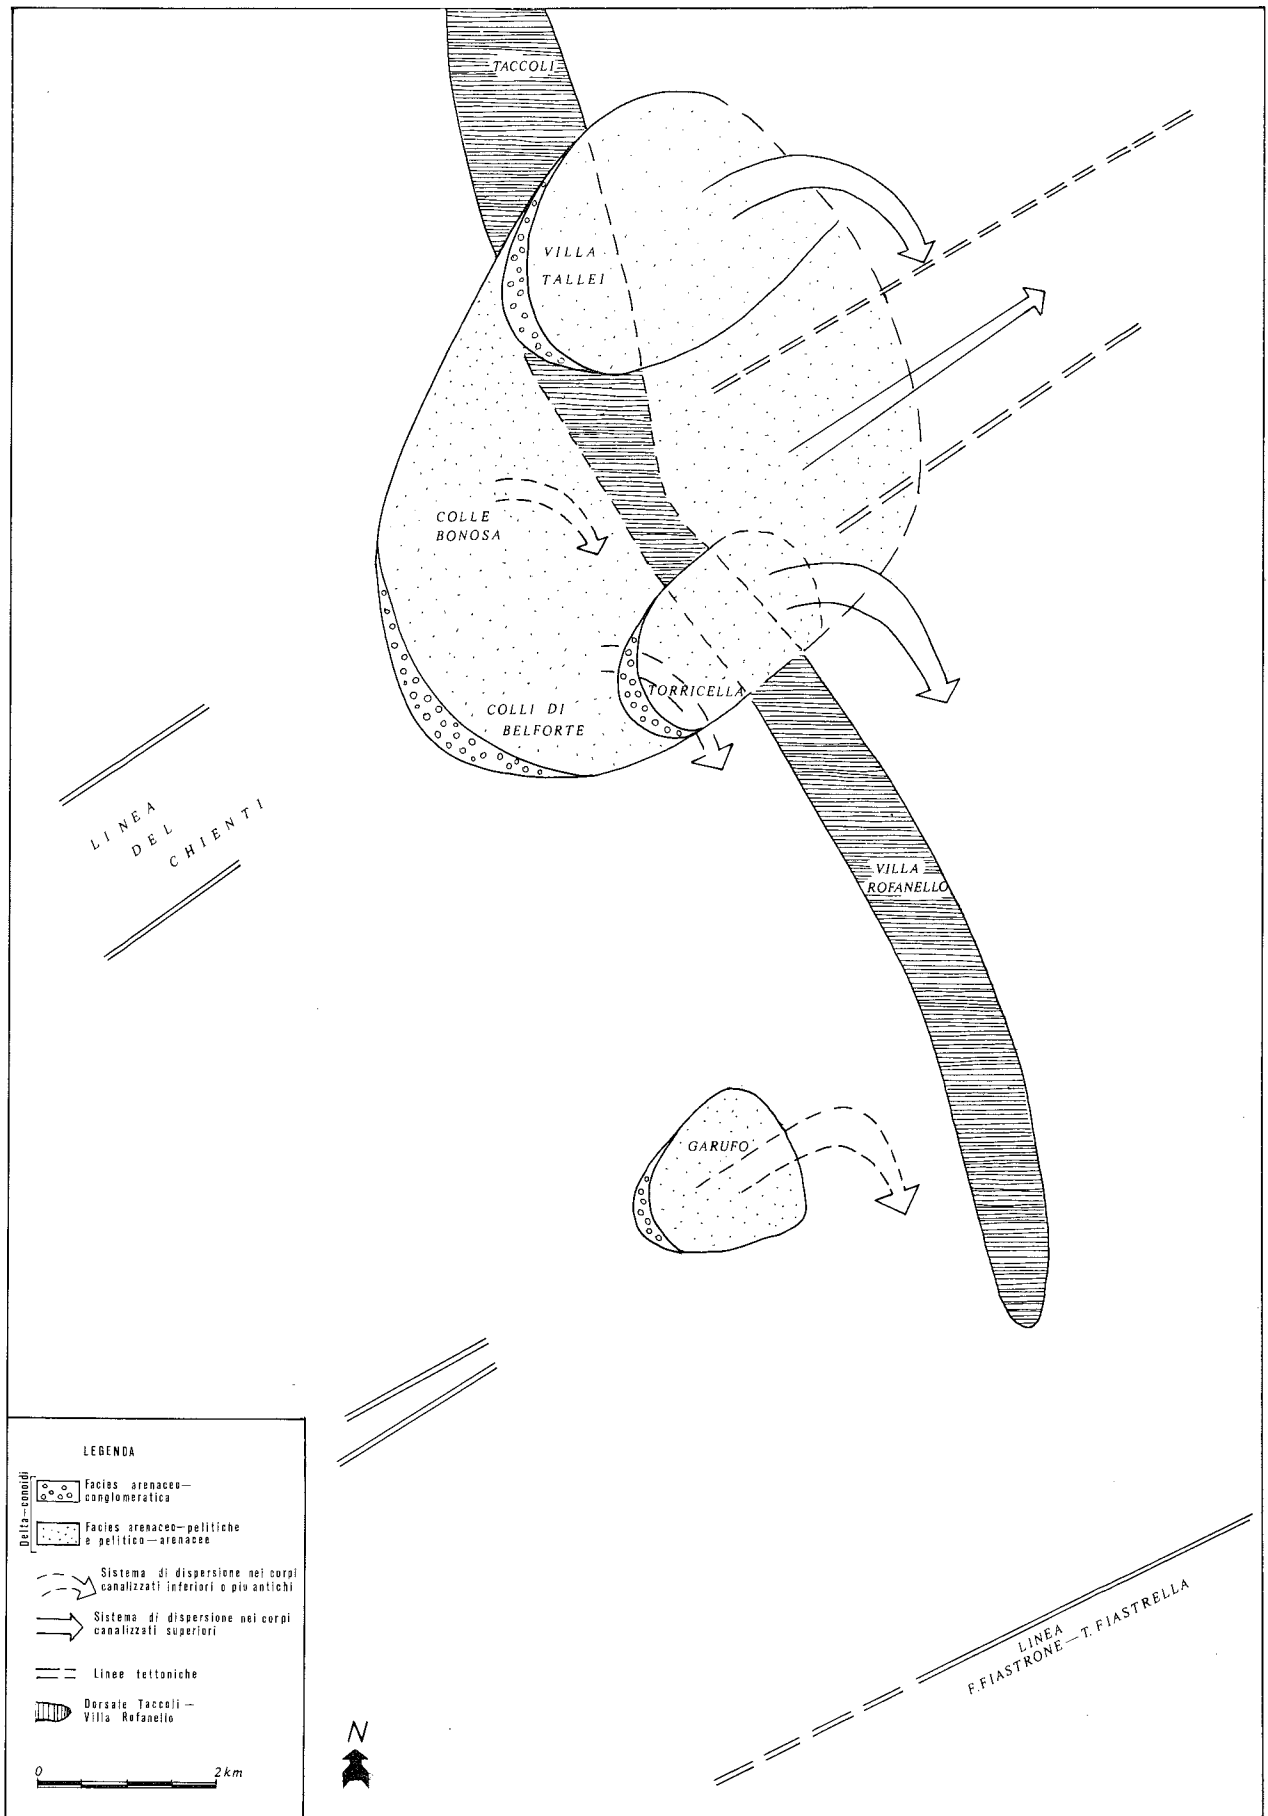 TACCOLI
VILLA
TALLEI
COLLE
BONOSA
TORRICELLA
COLLI DI
BELFORTE
LINEA
DEL
CHIENTI
VILLA
ROFANELLO
GARUFO
LEGENDA
Delta-conoidi
Facies arenaceo-
conglomeratica
Facies arenaceo-pelitiche
e pelitico-arenacee
Sistema di dispersione nei corpi
canalizzati inferiori o più antichi
Sistema di dispersione nei corpi
canalizzati superiori
Linee tettoniche
Dorsale Taccoli -
Villa Rofanello
0 2 km
N
LINEA
F. FIASTRONE - T. FIASTRELLA